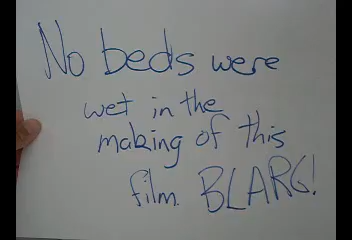 No beds were
wet in the
making of this
film. BLARG!